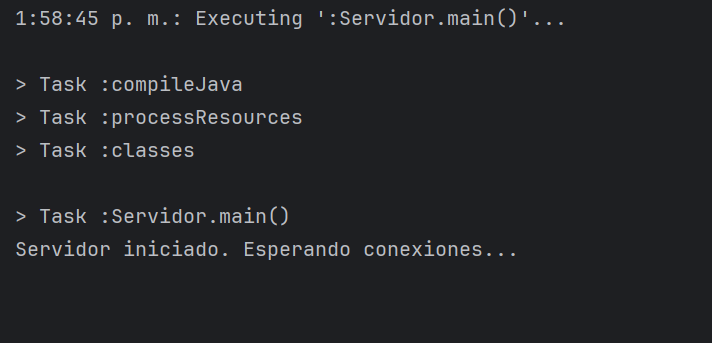 1:58:45 p. m.: Executing ':Servidor.main()'...
> Task :compileJava
> Task :processResources
> Task :classes
> Task :Servidor.main()
Servidor iniciado. Esperando conexiones...